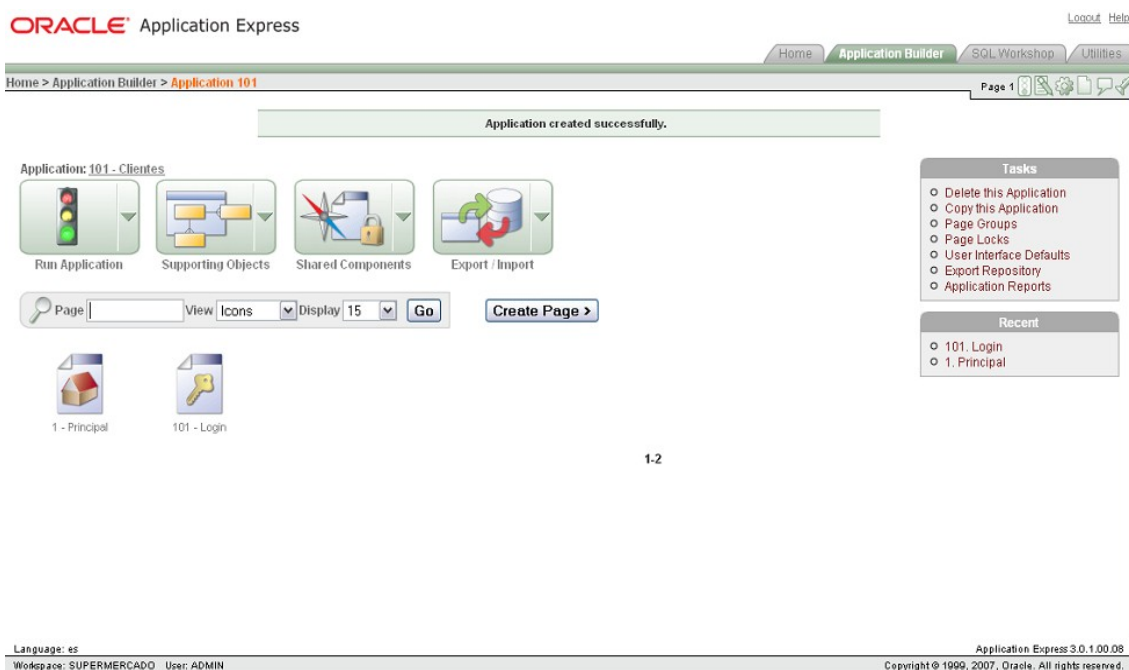 ORACLE Application Express
Logout Help
Home Application Builder SQL Workshop Utilities
Home > Application Builder > Application 101
Page 1
Application created successfully.
Application: 101 - Clientes
Run Application Supporting Objects Shared Components Export / Import
Page View Icons Display 15 Go Create Page >
1 - Principal 101 - Login
1-2
Tasks
Delete this Application
Copy this Application
Page Groups
Page Locks
User Interface Defaults
Export Repository
Application Reports
Recent
101. Login
1. Principal
Language: es
Application Express 3.0.1.00.08
Workspace: SUPERMERCADO User: ADMIN
Copyright © 1999, 2007, Oracle. All rights reserved.